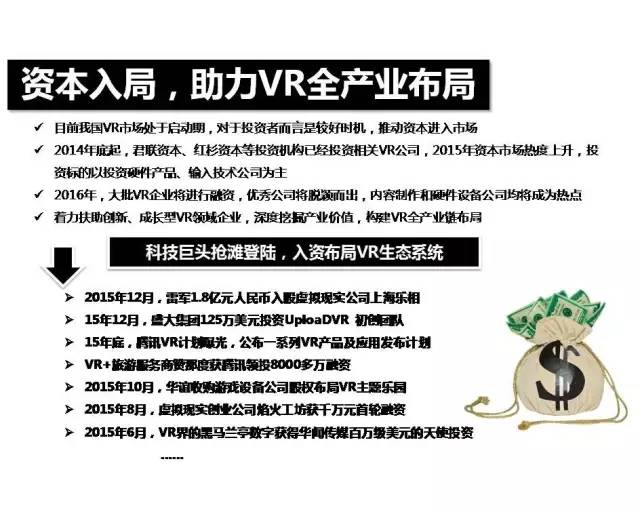 资本入局，助力VR全产业布局
✓ 目前我国VR市场处于启动期，对于投资者而言是较好时机，推动资本进入市场
✓ 2014年底起，君联资本、红杉资本等投资机构已经投资相关VR公司，2015年资本市场热度上升，投
资标的以投资硬件产品、输入技术公司为主
✓ 2016年，大批VR企业将进行融资，优秀公司将脱颖而出，内容制作和硬件设备公司均将成为热点
✓ 着力扶助创新、成长型VR领域企业，深度挖掘产业价值，构建VR全产业链布局
科技巨头抢滩登陆，入资布局VR生态系统
➢ 2015年12月，雷军1.8亿元人民币入股虚拟现实公司上海乐相
➢ 15年12月，盛大集团125万美元投资UploaDVR 初创团队
➢ 15年底，腾讯VR计划曝光，公布一系列VR产品及应用发布计划
➢ VR+旅游服务商赞那度获腾讯领投8000多万融资
➢ 2015年10月，华谊收购游戏设备公司股权布局VR主题乐园
➢ 2015年8月，虚拟现实创业公司焰火工坊获千万元首轮融资
➢ 2015年6月，VR界的黑马兰亭数字获得华闻传媒百万级美元的天使投资
......
$